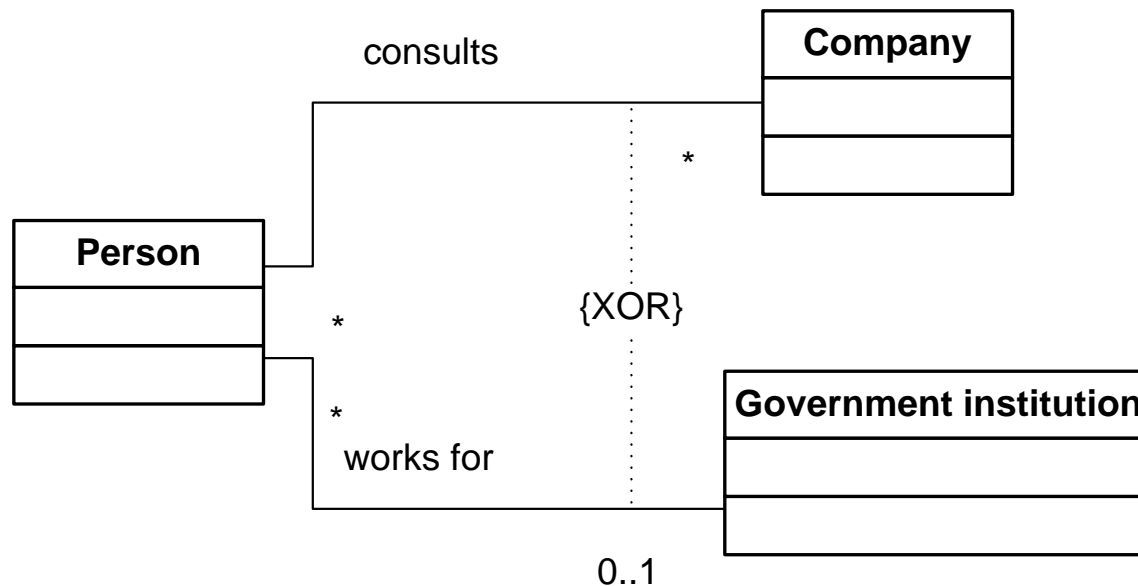 Company
consults
*
Person
*
{XOR}
*
Government institution
works for
0..1